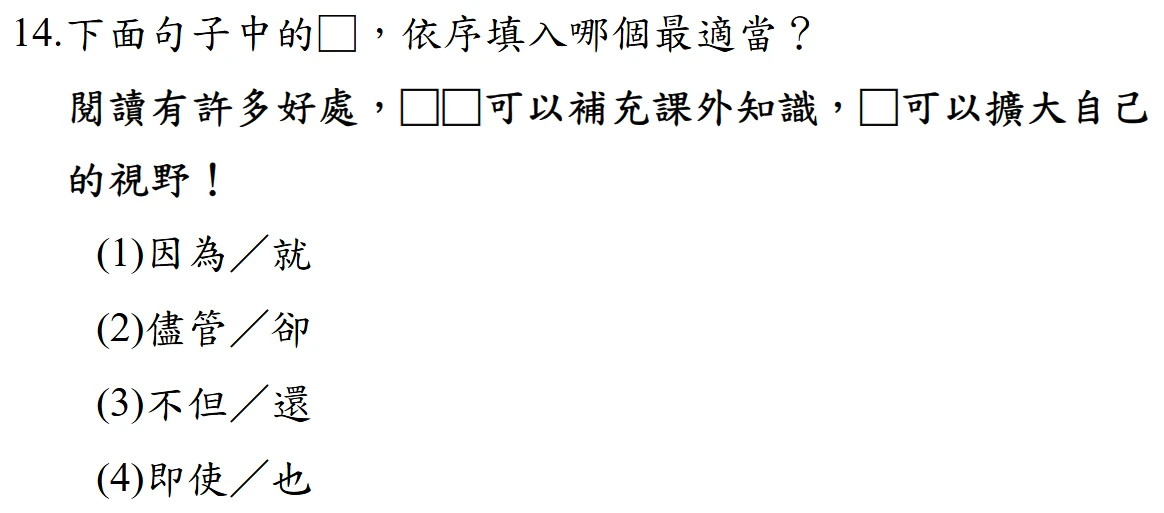 14.下面句子中的□，依序填入哪個最適當？
閱讀有許多好處，□□可以補充課外知識，□可以擴大自己
的視野！
(1)因為／就
(2)儘管／卻
(3)不但／還
(4)即使／也